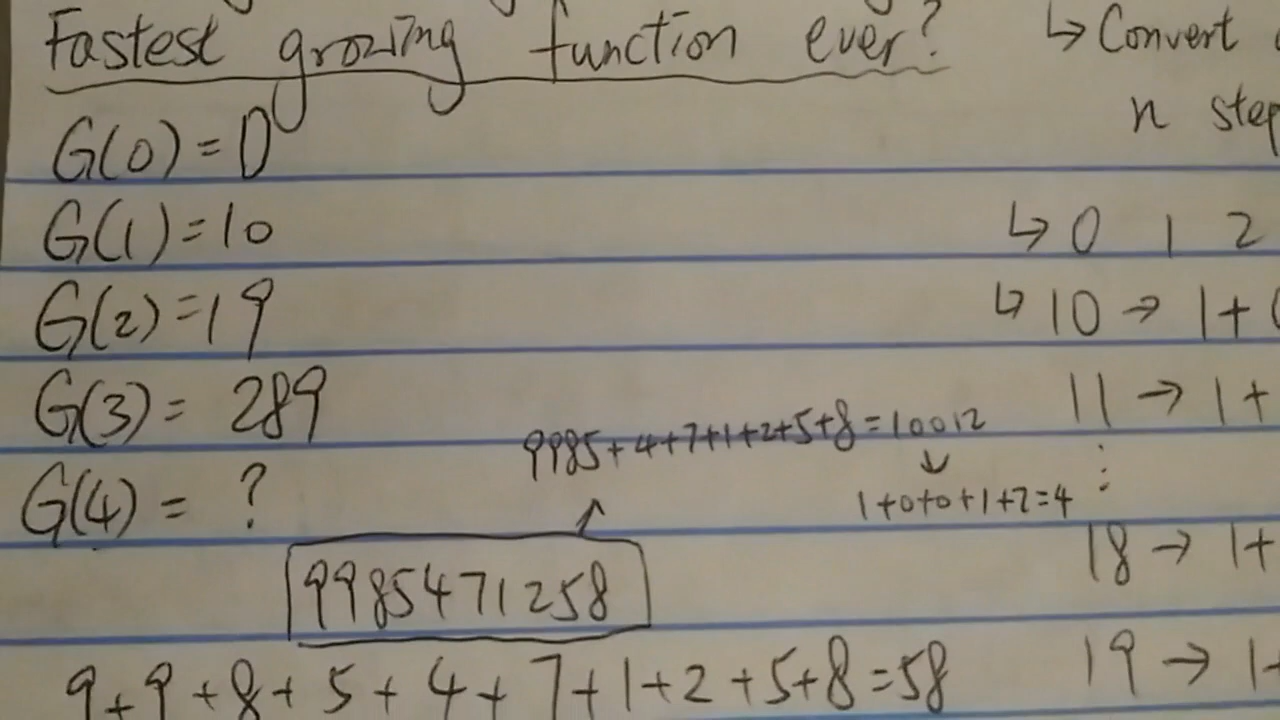 Fastest growing function ever?
G(0)=0
G(1)=10
G(2)=19
G(3)= 289
G(4)= ?
9985+4+7+1+2+5+8=10012
1+0+0+1+2=4
9985471258
9+9+8+5+4+7+1+2+5+8=58
↳ Convert
n step
↳ 0 1 2
↳ 10 → 1+
11 → 1+
⋮
18 → 1+
19 → 1+